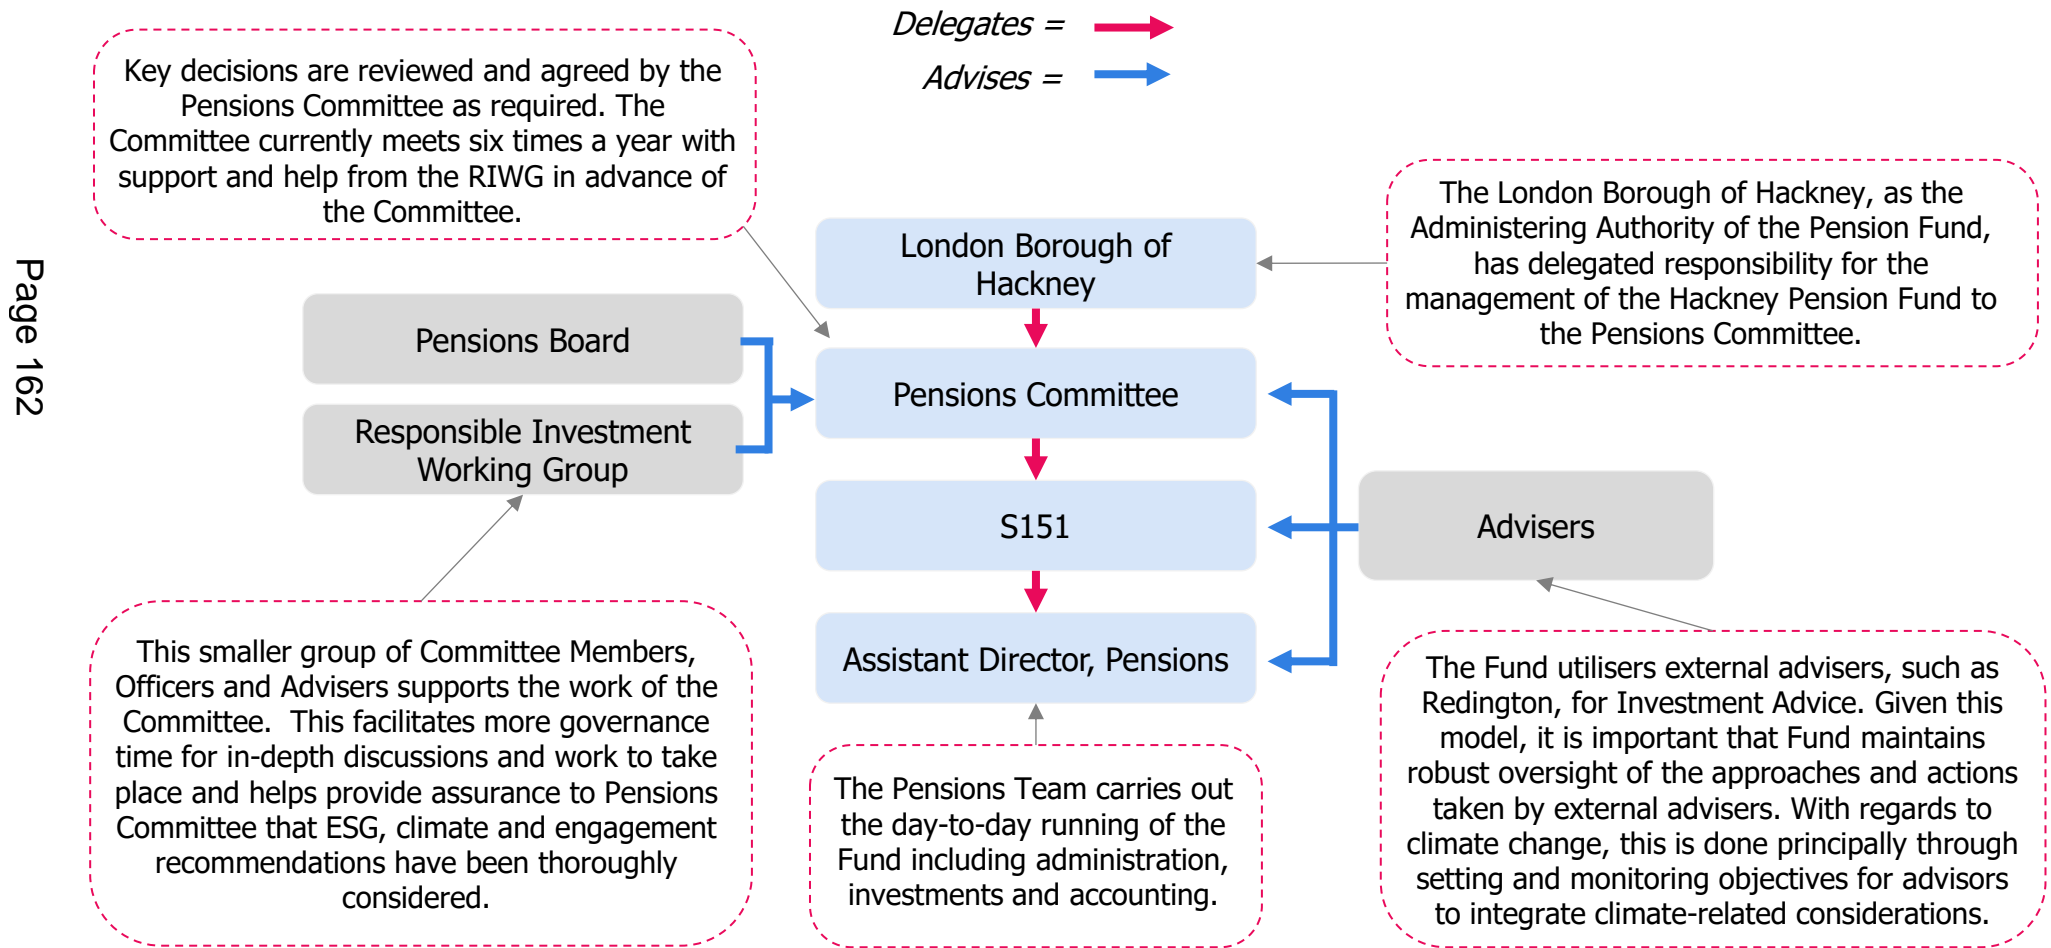 Delegates =
Advises =
Key decisions are reviewed and agreed by the
Pensions Committee as required. The
Committee currently meets six times a year with
support and help from the RIWG in advance of
the Committee.
The London Borough of Hackney, as the
Administering Authority of the Pension Fund,
has delegated responsibility for the
management of the Hackney Pension Fund to
the Pensions Committee.
London Borough of
Hackney
Page 162
Pensions Board
Pensions Committee
Responsible Investment
Working Group
S151
Advisers
Assistant Director, Pensions
This smaller group of Committee Members,
Officers and Advisers supports the work of the
Committee.  This facilitates more governance
time for in-depth discussions and work to take
place and helps provide assurance to Pensions
Committee that ESG, climate and engagement
recommendations have been thoroughly
considered.
The Pensions Team carries out
the day-to-day running of the
Fund including administration,
investments and accounting.
The Fund utilisers external advisers, such as
Redington, for Investment Advice. Given this
model, it is important that Fund maintains
robust oversight of the approaches and actions
taken by external advisers. With regards to
climate change, this is done principally through
setting and monitoring objectives for advisors
to integrate climate-related considerations.